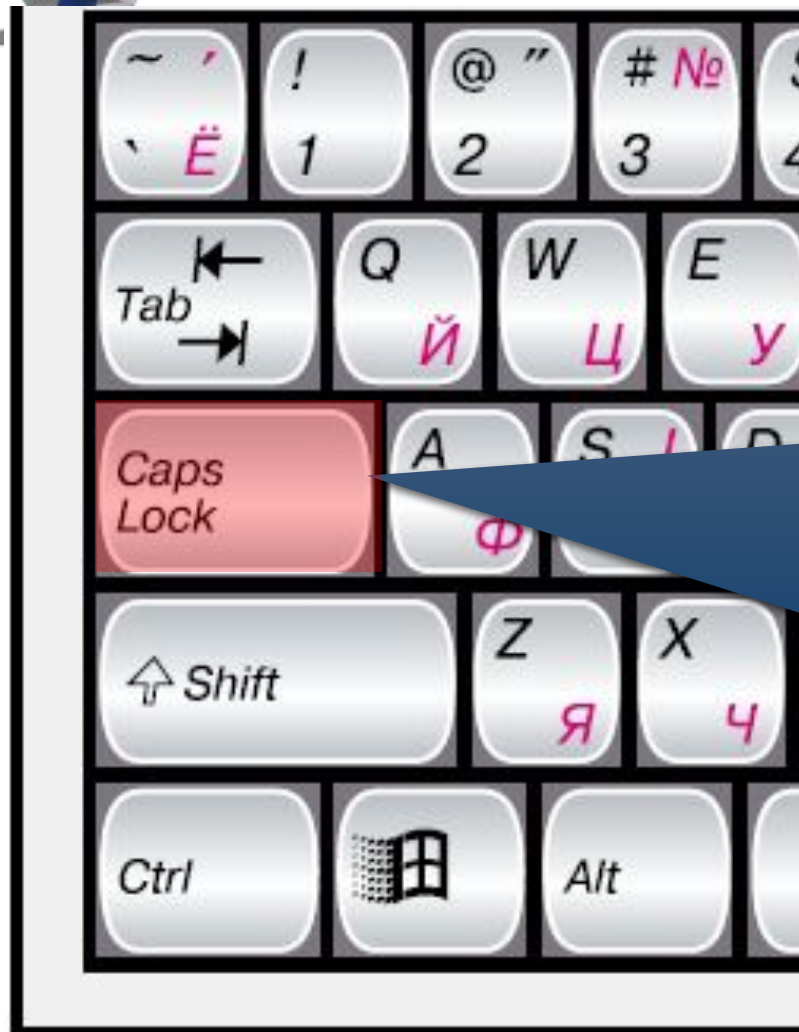 ~ ′
` Ё
!
1
@ ″
2
# №
3
Tab
Q
Й
W
Ц
E
У
Caps
Lock
A
Ф
S
Shift
Z
Я
X
Ч
Ctrl
Alt